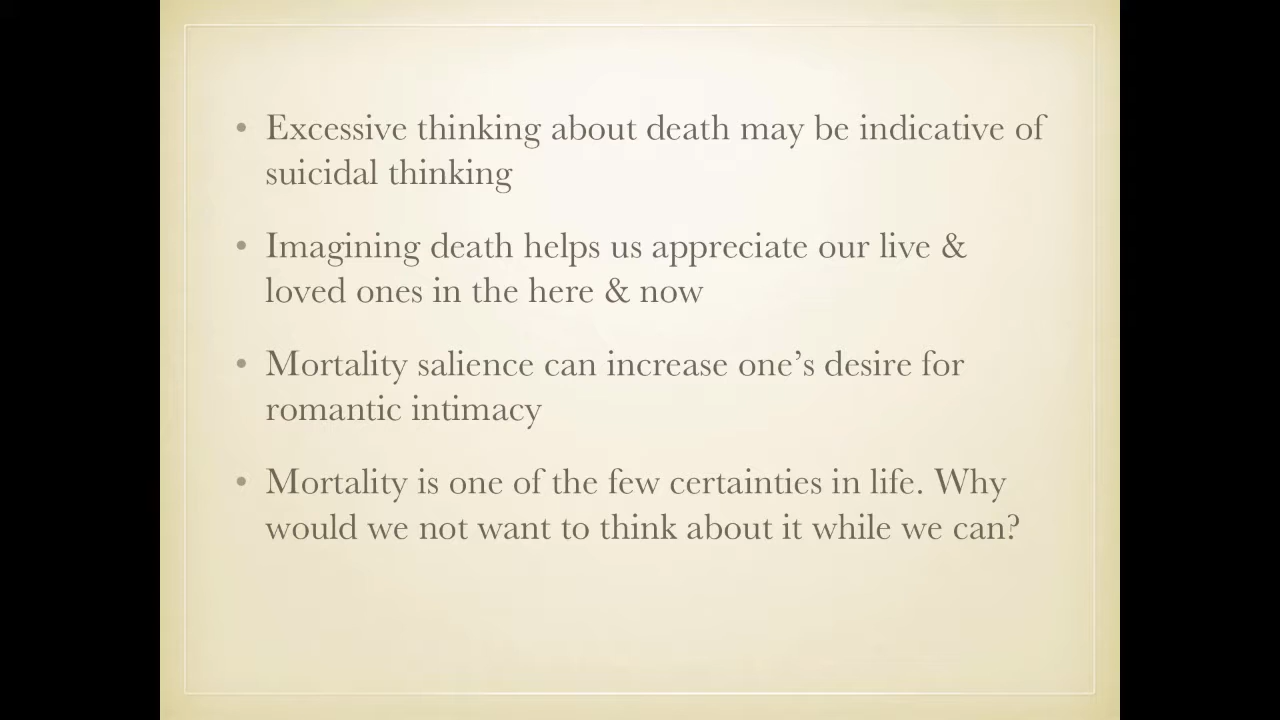 • Excessive thinking about death may be indicative of
suicidal thinking
• Imagining death helps us appreciate our live &
loved ones in the here & now
• Mortality salience can increase one’s desire for
romantic intimacy
• Mortality is one of the few certainties in life. Why
would we not want to think about it while we can?